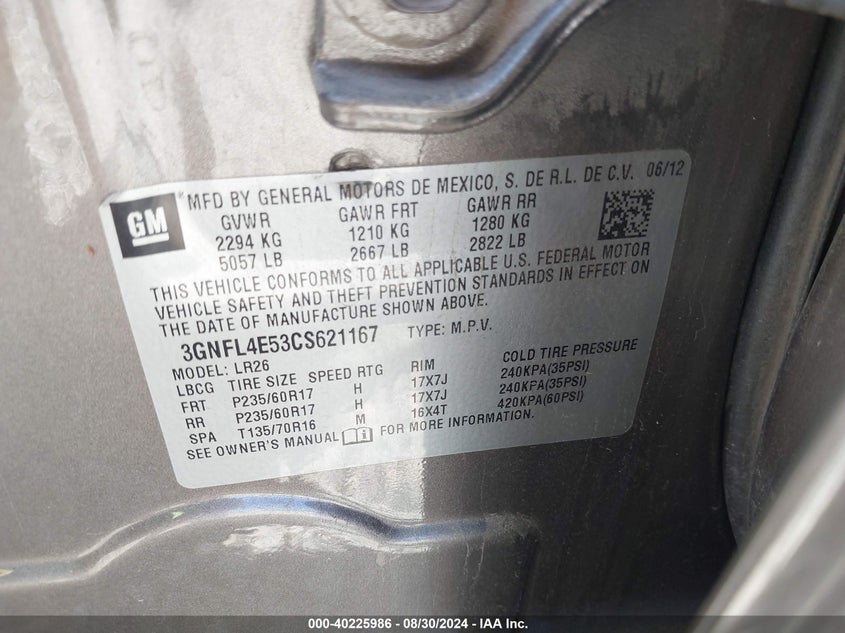 GM
MFD BY GENERAL MOTORS DE MEXICO, S. DE R.L. DE C.V. 06/12
GVWR GAWR FRT GAWR RR
2294 KG 1210 KG 1280 KG
5057 LB 2667 LB 2822 LB
THIS VEHICLE CONFORMS TO ALL APPLICABLE U.S. FEDERAL MOTOR
VEHICLE SAFETY AND THEFT PREVENTION STANDARDS IN EFFECT ON
THE DATE OF MANUFACTURE SHOWN ABOVE.
3GNFL4E53CS621167 TYPE: M.P.V.
MODEL: LR26
LBCG TIRE SIZE SPEED RTG RIM COLD TIRE PRESSURE
FRT P235/60R17 H 17X7J 240KPA(35PSI)
RR P235/60R17 H 17X7J 240KPA(35PSI)
SPA T135/70R16 M 16X4T 420KPA(60PSI)
SEE OWNER'S MANUAL FOR MORE INFORMATION.
000-40225986 - 08/30/2024 - IAAI.COM